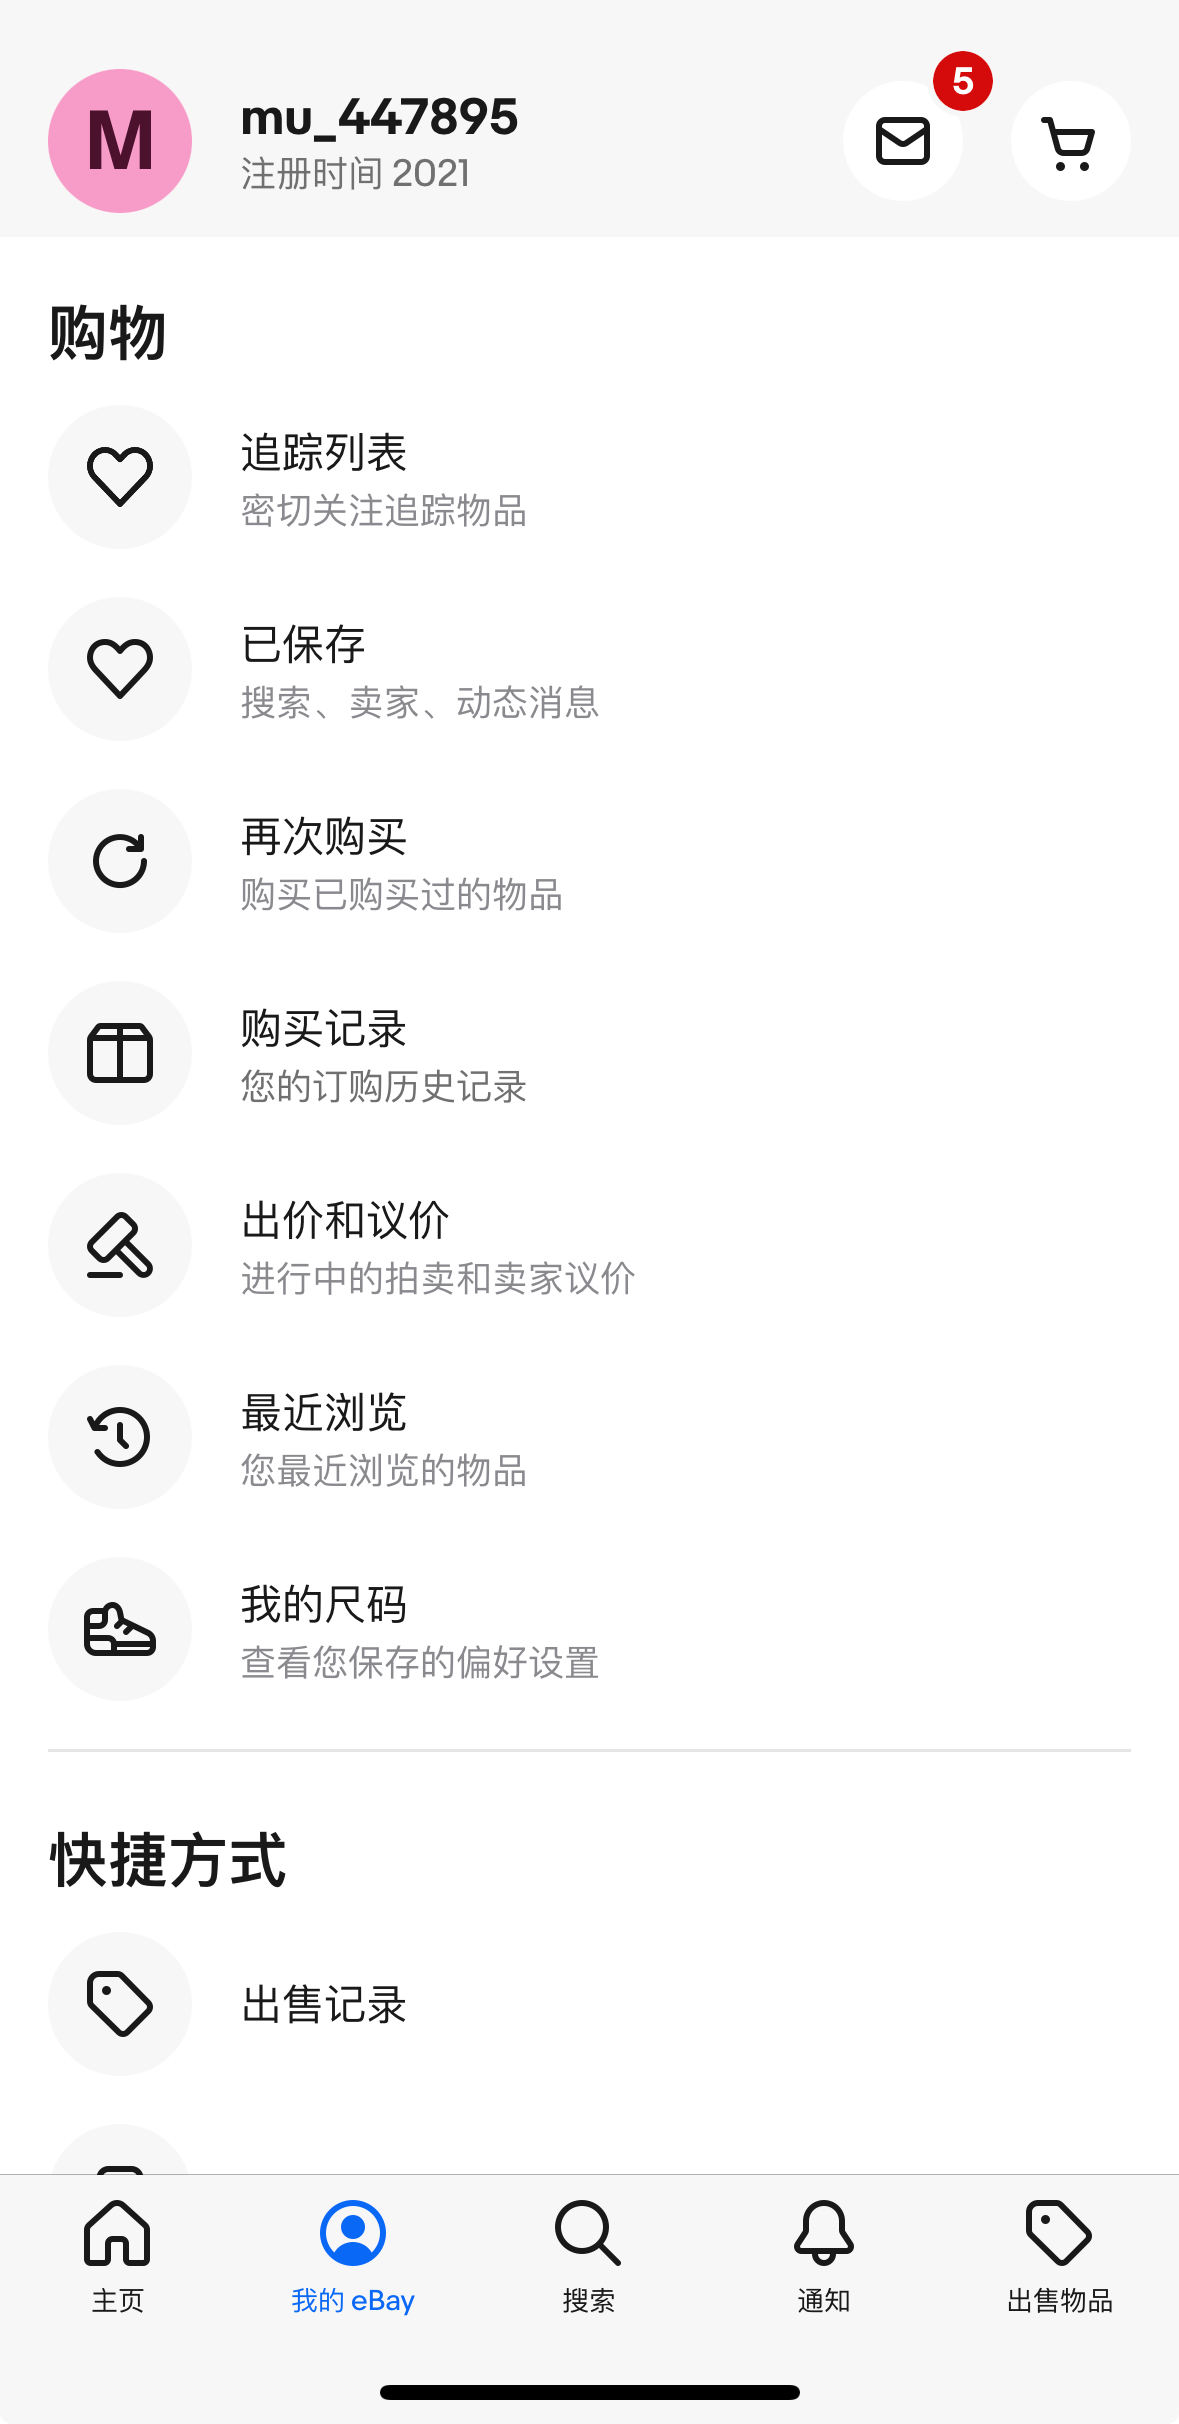 M
mu_447895
注册时间 2021
5
购物
追踪列表
密切关注追踪物品
已保存
搜索、卖家、动态消息
再次购买
购买已购买过的物品
购买记录
您的订购历史记录
出价和议价
进行中的拍卖和卖家议价
最近浏览
您最近浏览的物品
我的尺码
查看您保存的偏好设置
快捷方式
出售记录
主页
我的 eBay
搜索
通知
出售物品